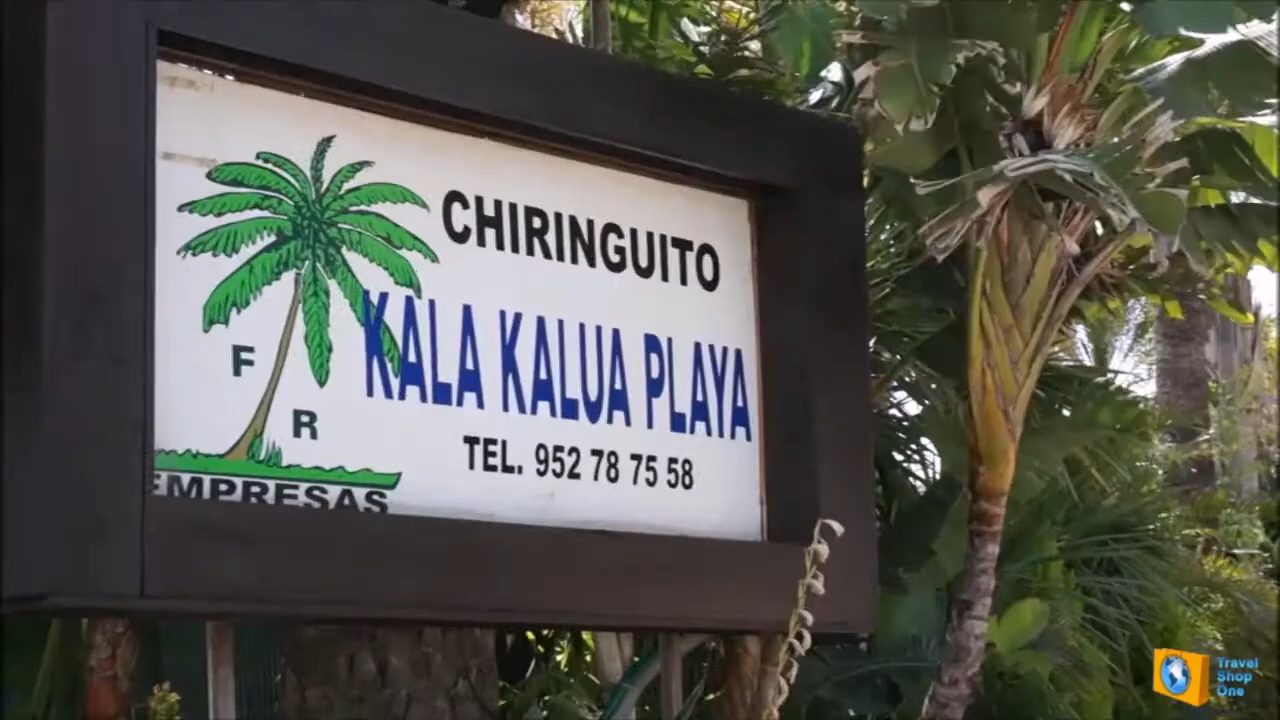 CHIRINGUITO
KALA KALUA PLAYA
TEL. 952 78 75 58
F
R
EMPRESAS
Travel
Shop
One